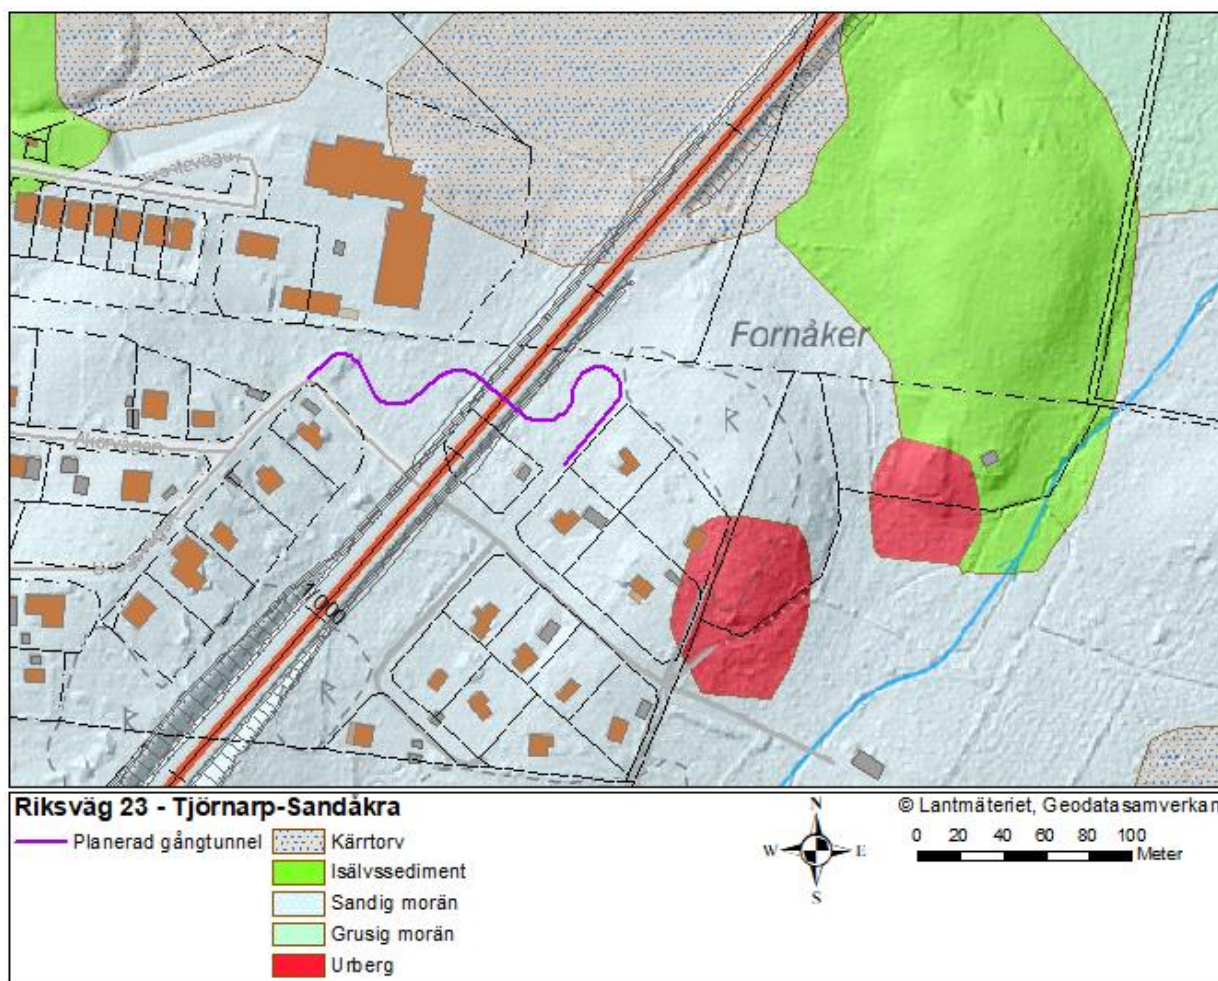 Fornåker
R
1/000
R
R
Riksväg 23 - Tjörnarp-Sandåkra
Planerad gångtunnel
Kärrtorv
Isälvssediment
Sandig morän
Grusig morän
Urberg
N
W E
S
© Lantmäteriet, Geodatasamverkan
0 20 40 60 80 100
Meter